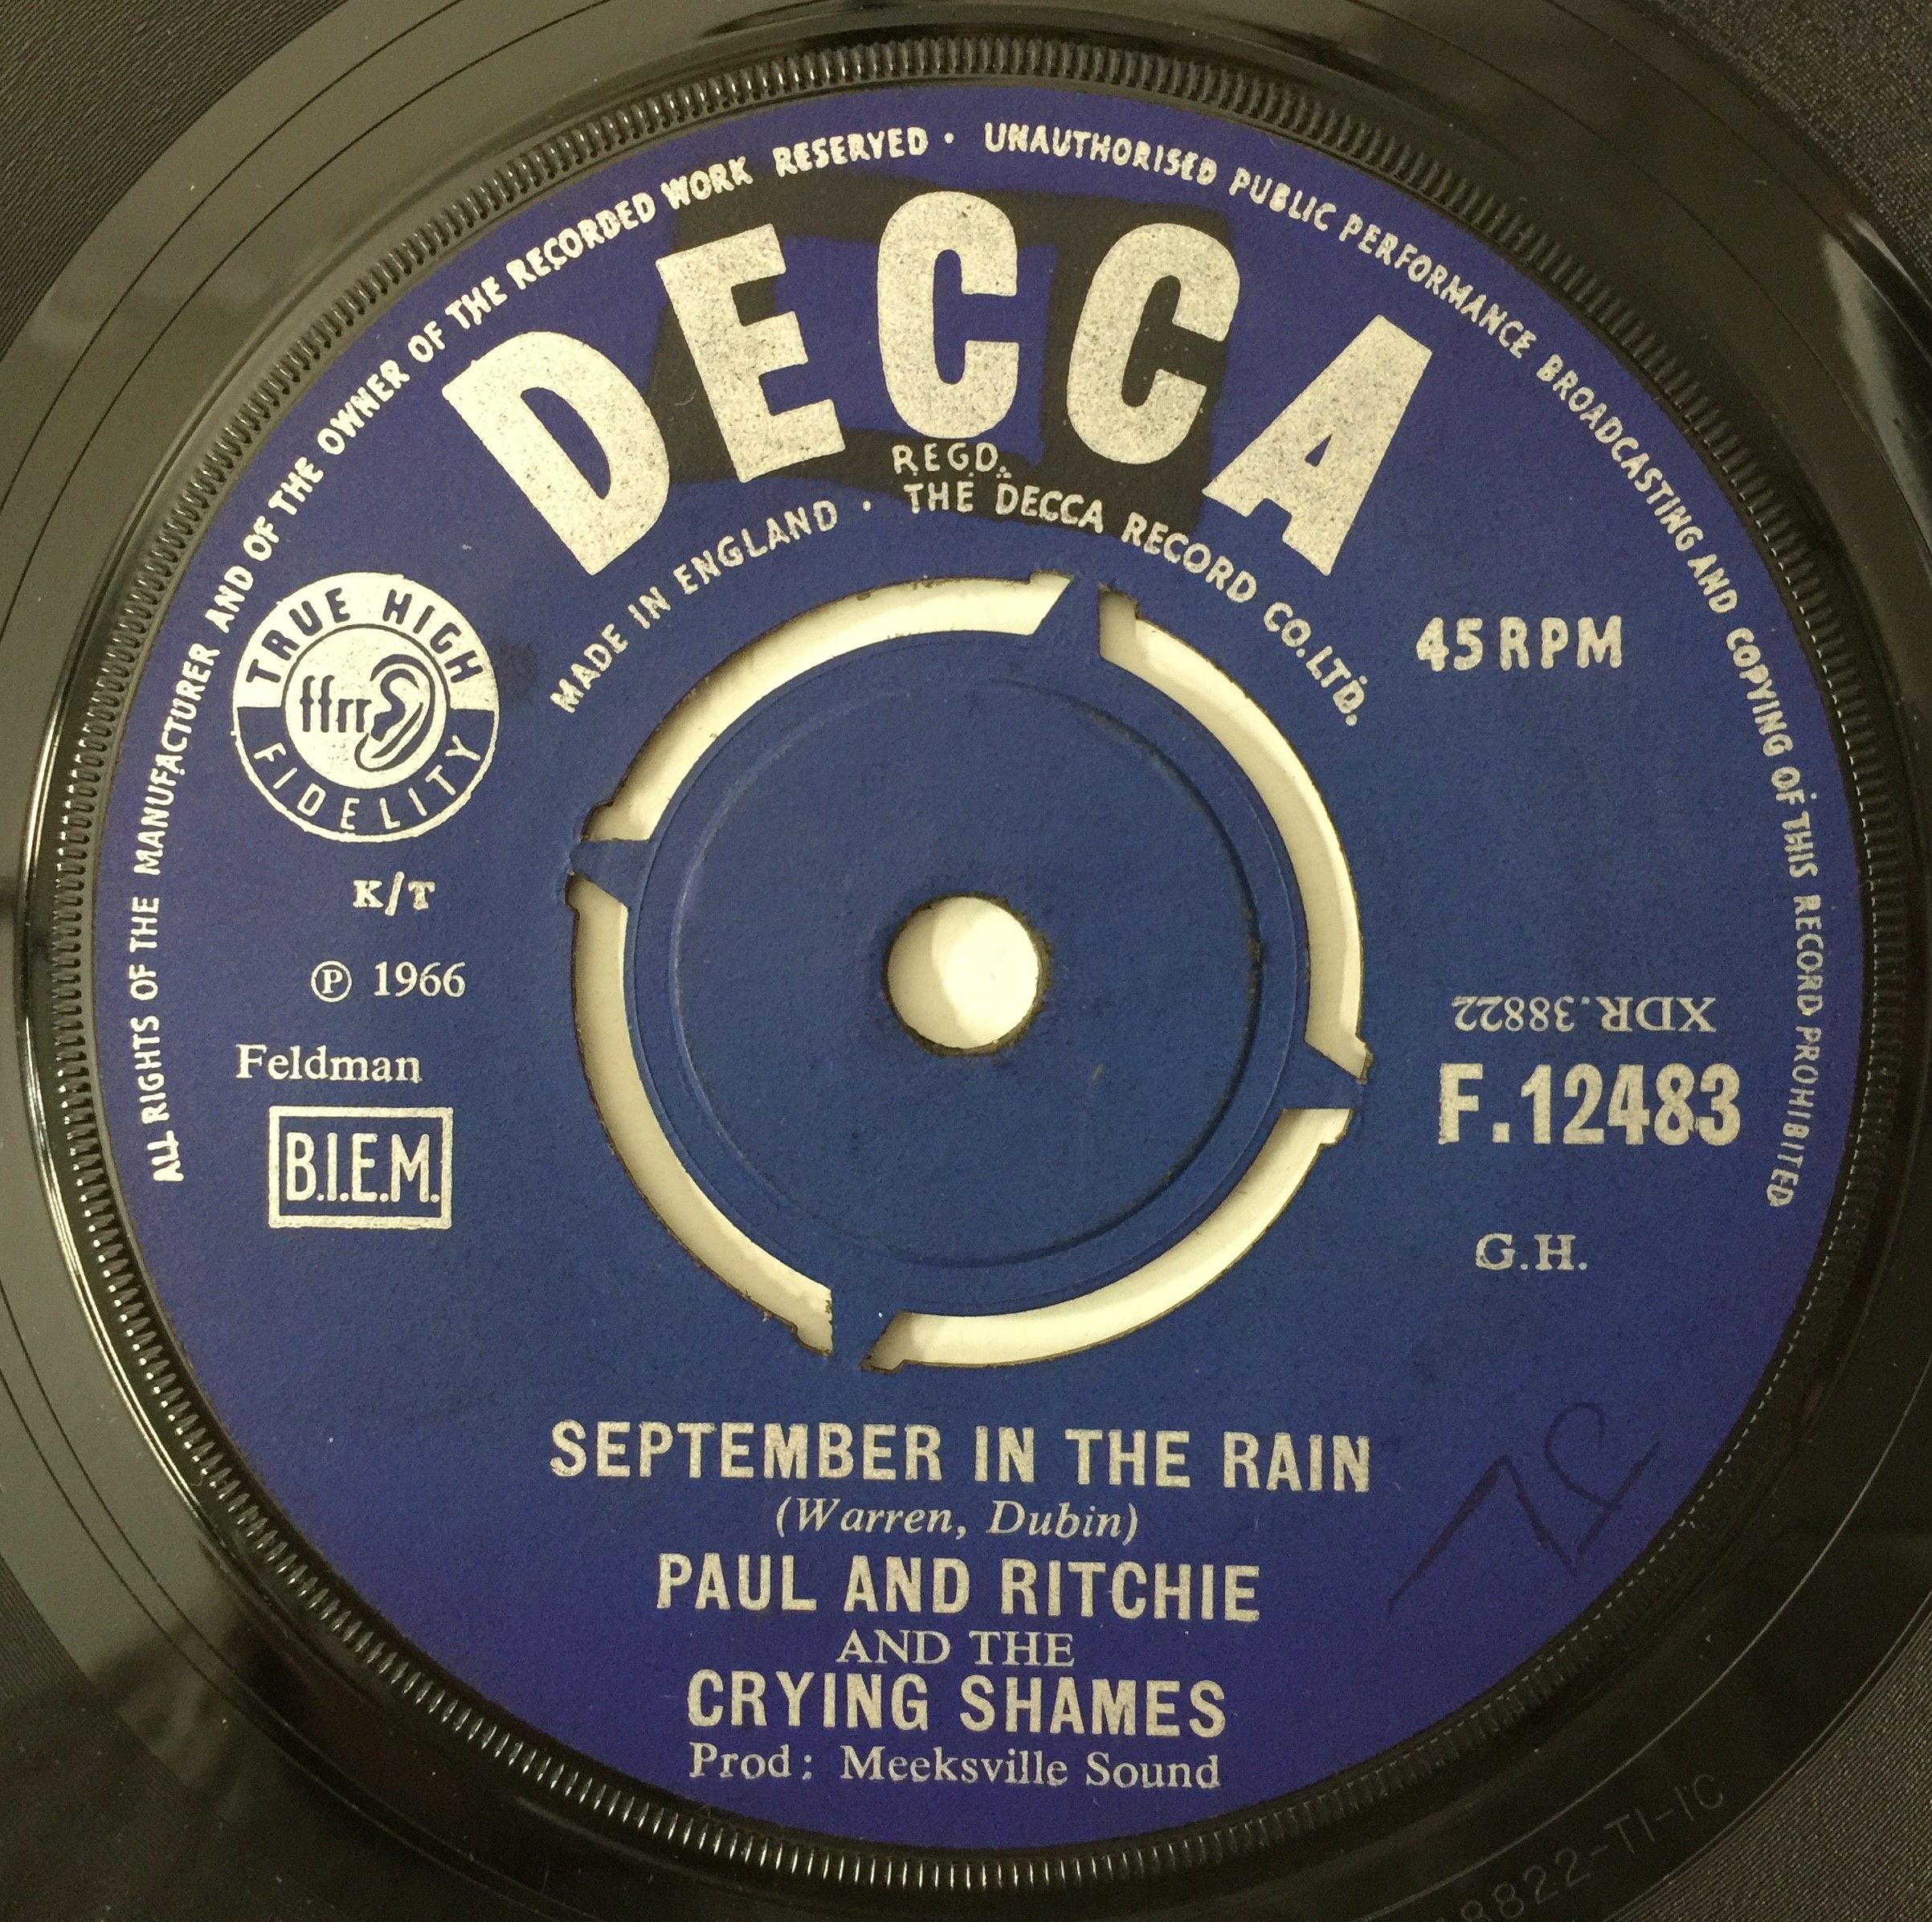 ALL RIGHTS OF THE MANUFACTURER AND OF THE OWNER OF THE RECORDED WORK RESERVED · UNAUTHORISED PUBLIC PERFORMANCE BROADCASTING AND COPYING OF THIS RECORD PROHIBITED
DECCA
REGD.
MADE IN ENGLAND · THE DECCA RECORD CO. LTD.
TRUE HIGH
ffrr
FIDELITY
45 RPM
K/T
℗ 1966
Feldman
B.I.E.M.
XDR.38822
F.12483
G.H.
SEPTEMBER IN THE RAIN
(Warren, Dubin)
PAUL AND RITCHIE
AND THE
CRYING SHAMES
Prod: Meeksville Sound
8822-T1-1C